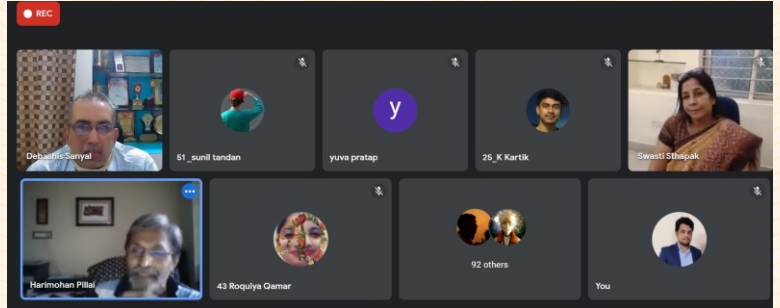 REC
Debashis Sanyal
51_sunil tandan
y
yuva pratap
25_K Kartik
Swasti Sthapak
Harimohan Pillai
43 Roquiya Qamar
92 others
You